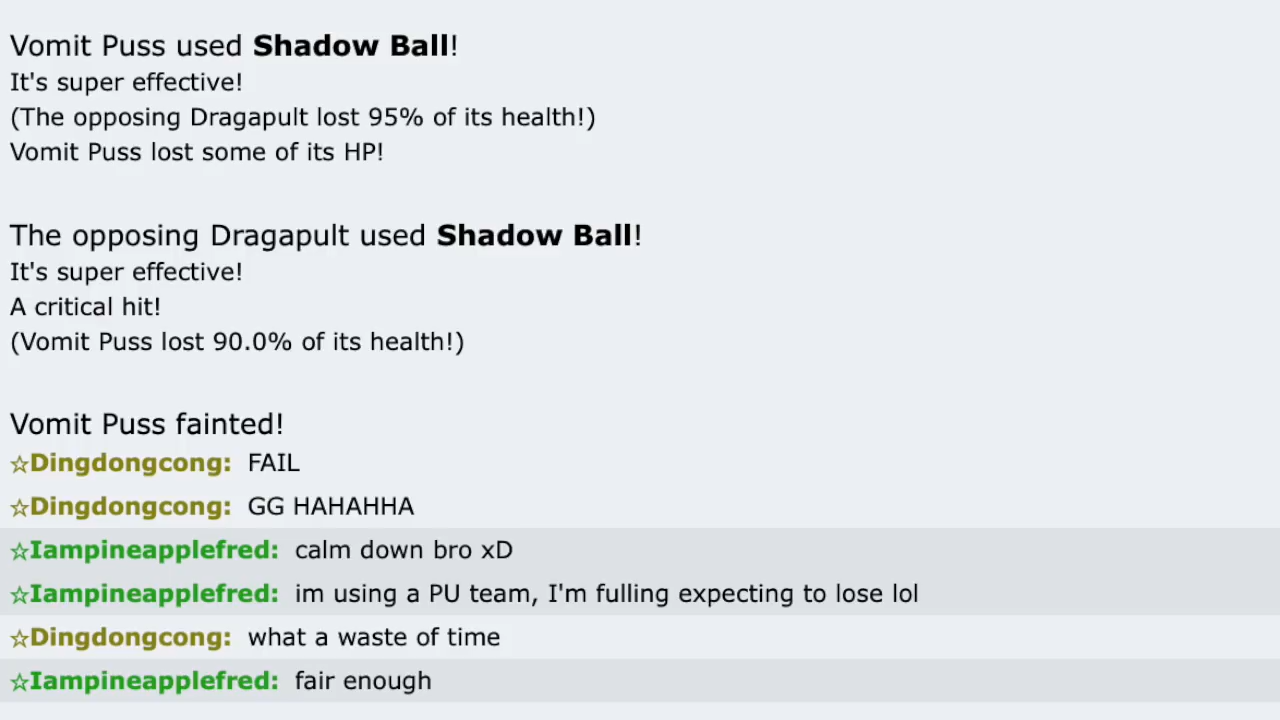 Vomit Puss used Shadow Ball!
It's super effective!
(The opposing Dragapult lost 95% of its health!)
Vomit Puss lost some of its HP!
The opposing Dragapult used Shadow Ball!
It's super effective!
A critical hit!
(Vomit Puss lost 90.0% of its health!)
Vomit Puss fainted!
☆Dingdongcong: FAIL
☆Dingdongcong: GG HAHAHHA
☆Iampineapplefred: calm down bro xD
☆Iampineapplefred: im using a PU team, I'm fulling expecting to lose lol
☆Dingdongcong: what a waste of time
☆Iampineapplefred: fair enough